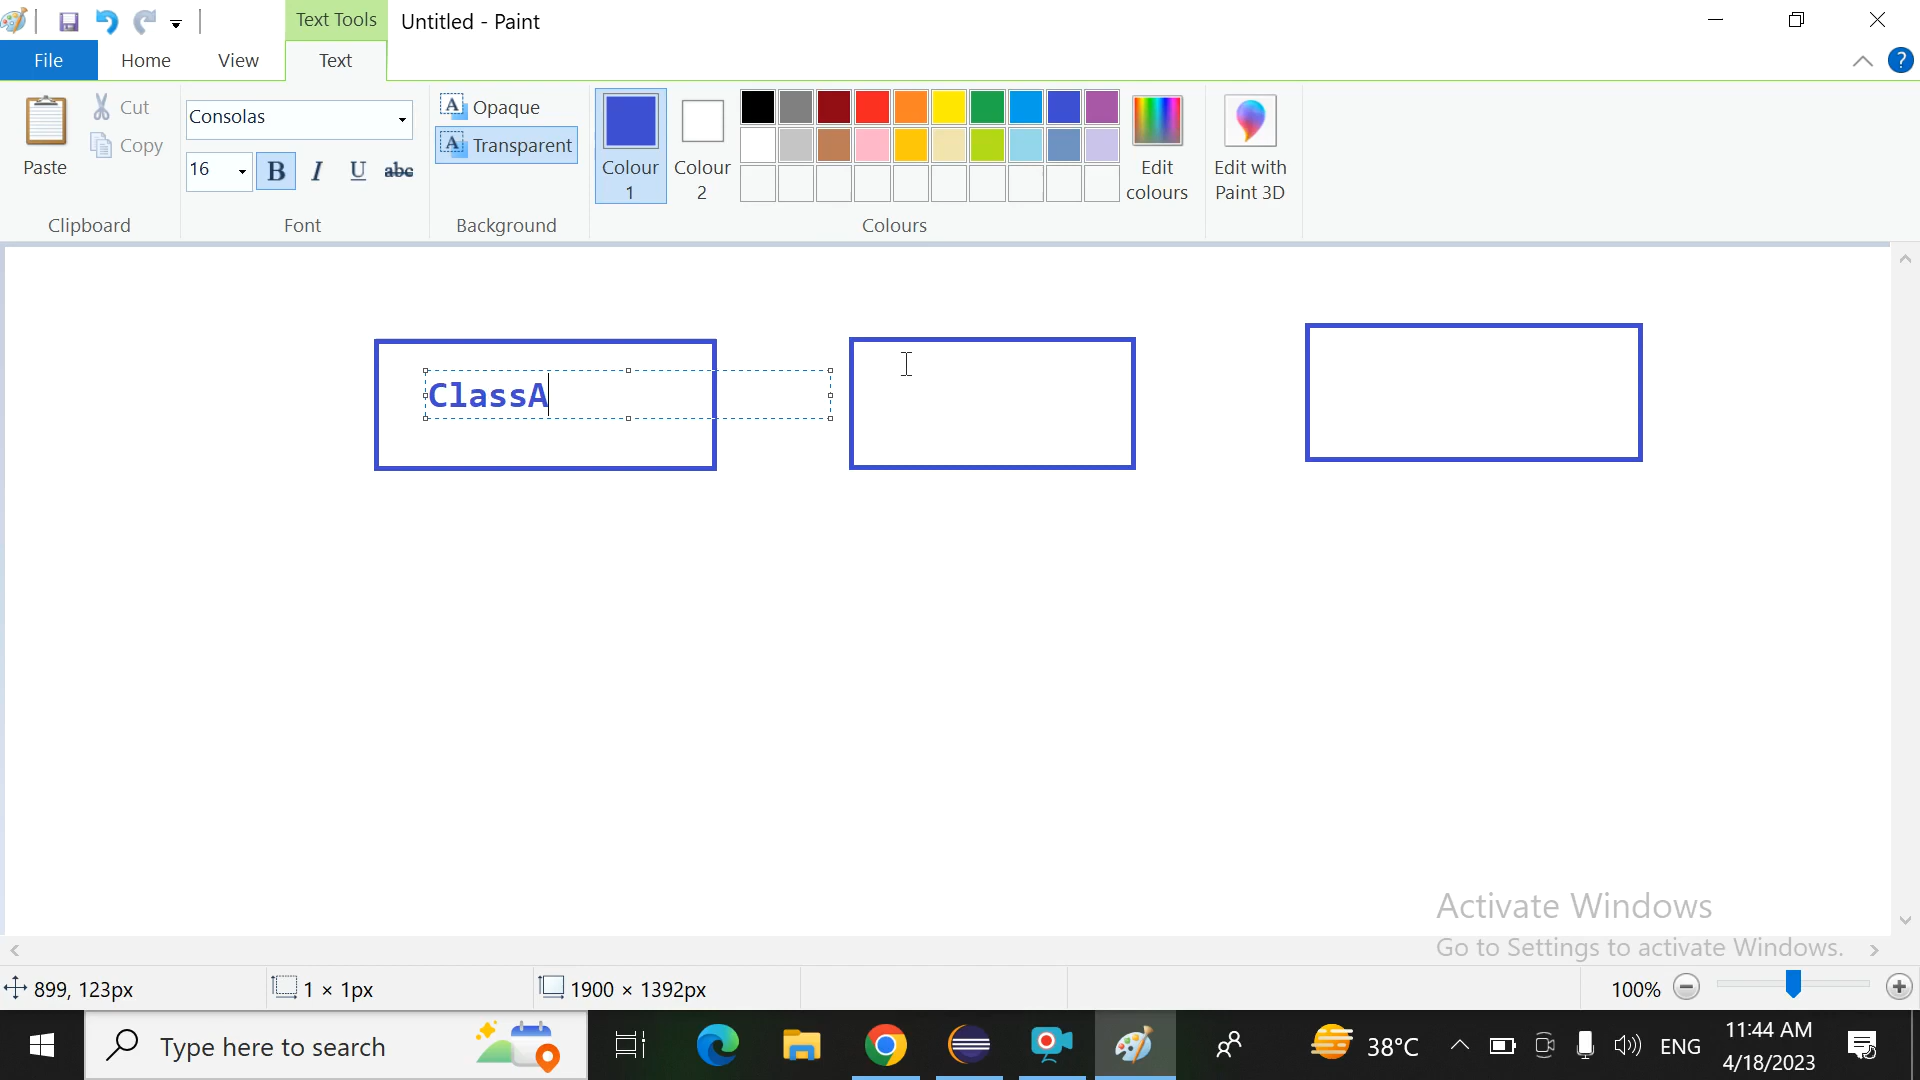 Text Tools
Untitled - Paint
File
Home
View
Text
Paste
Cut
Copy
Clipboard
Consolas
16
B
I
U
abc
Font
A Opaque
A Transparent
Background
Colour 1
Colour 2
Edit colours
Colours
Edit with Paint 3D
ClassA
Activate Windows
Go to Settings to activate Windows.
899, 123px
1 × 1px
1900 × 1392px
100%
Type here to search
38°C
ENG
11:44 AM
4/18/2023